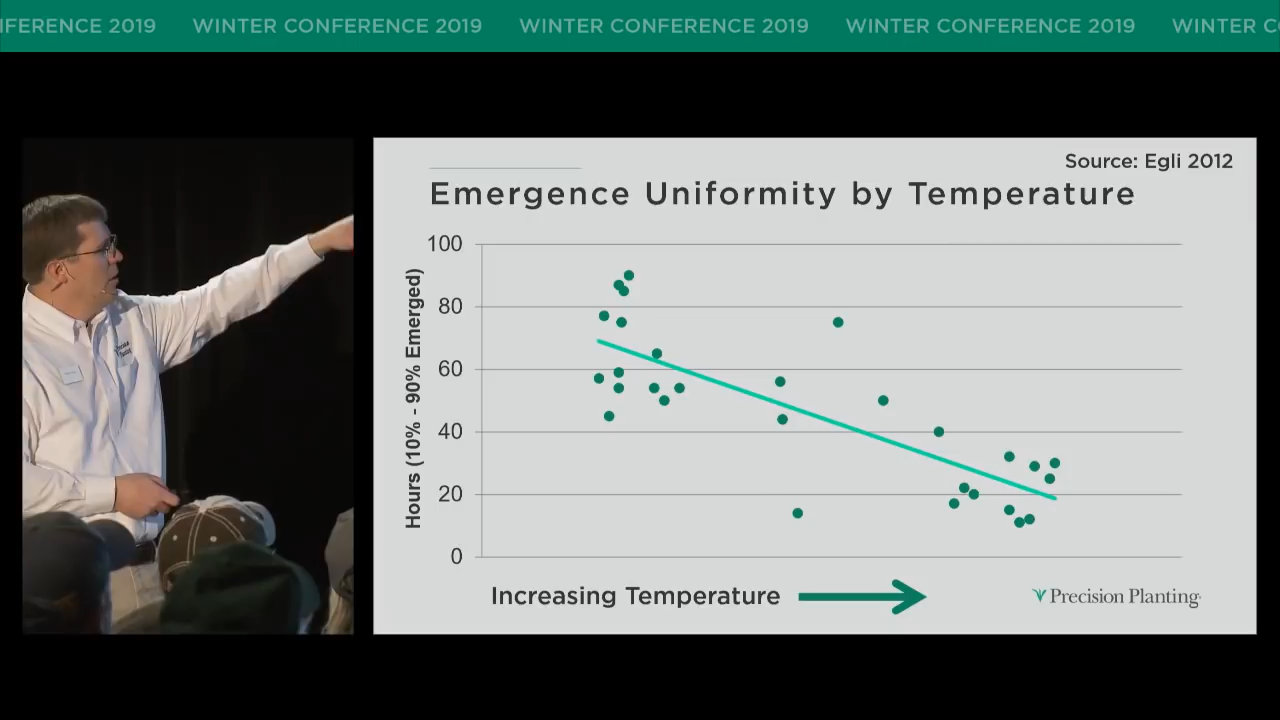 NFERENCE 2019 WINTER CONFERENCE 2019 WINTER CONFERENCE 2019 WINTER CONFERENCE 2019 WINTER C
Source: Egli 2012
Emergence Uniformity by Temperature
Hours (10% - 90% Emerged)
100
80
60
40
20
0
Increasing Temperature
Precision Planting